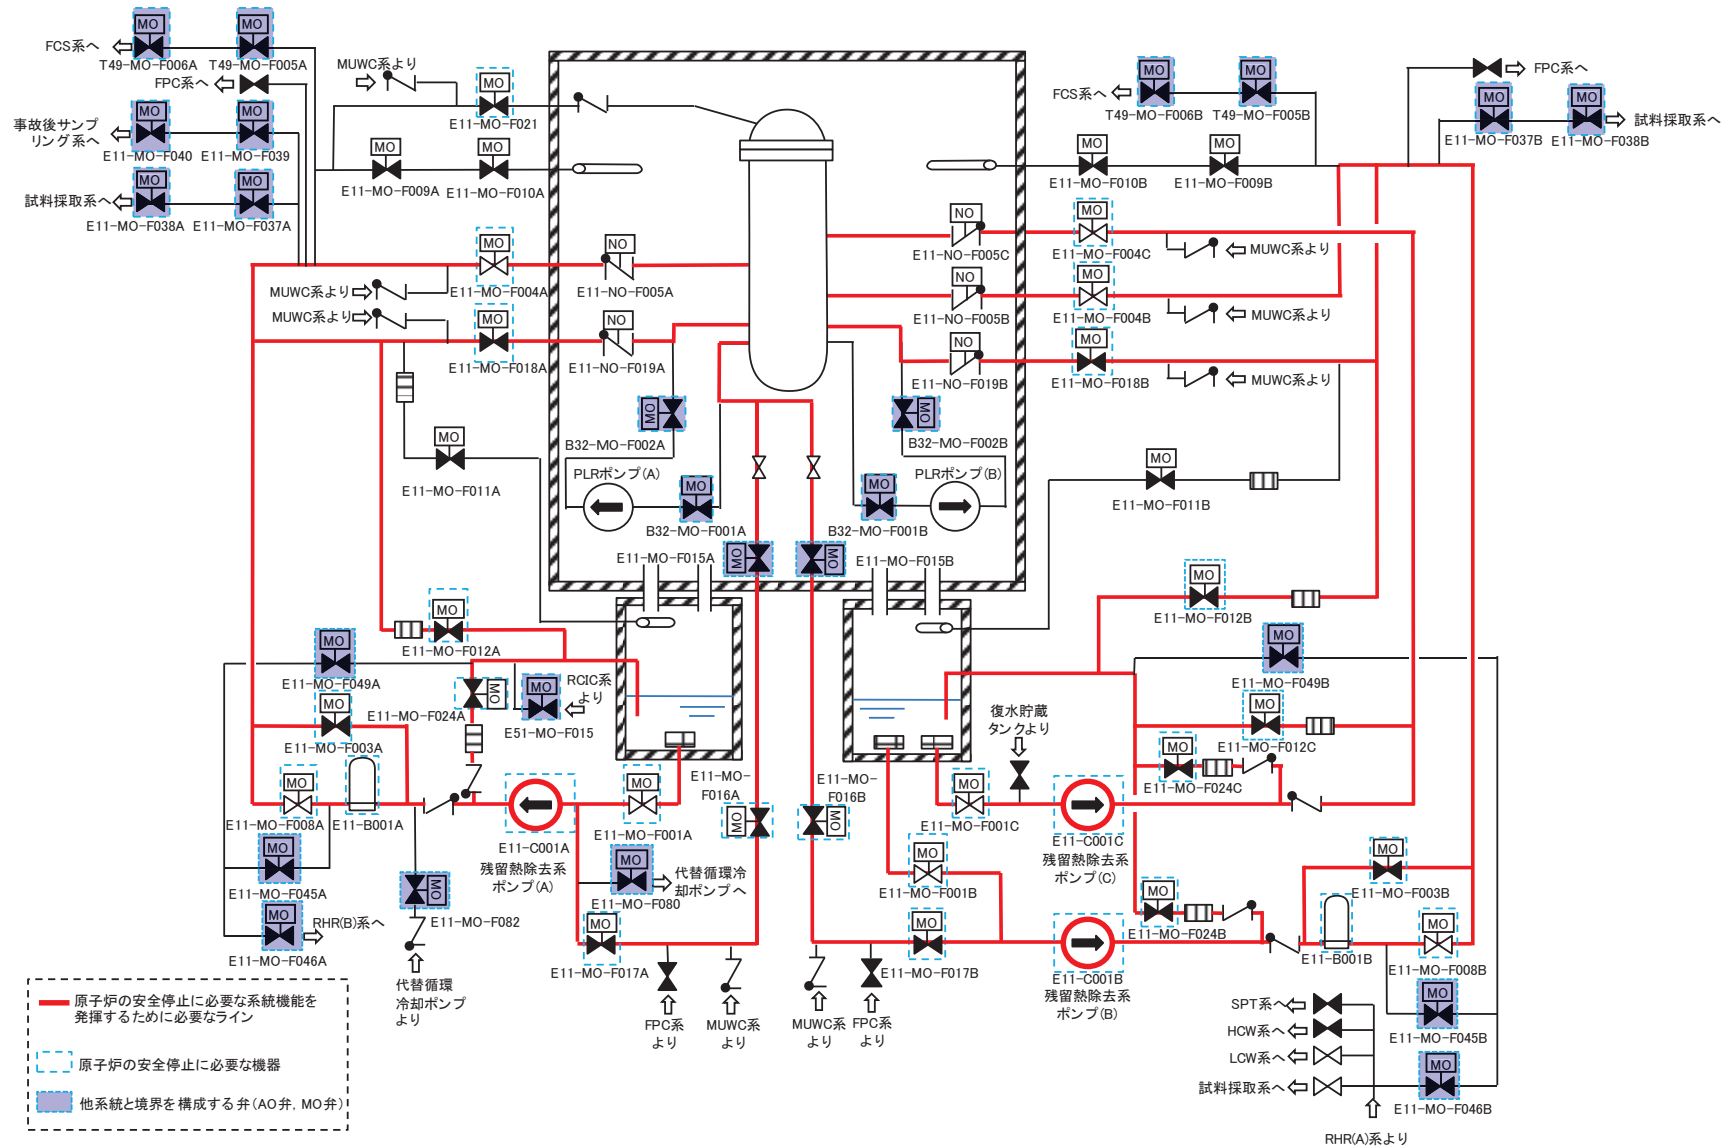 MO
MO
FCS系へ
T49-MO-F006A
T49-MO-F005A
FPC系へ
MO
MO
事故後サンプ
リング系へ
E11-MO-F040
E11-MO-F039
MO
MO
試料採取系へ
E11-MO-F038A
E11-MO-F037A
MUWC系より
MO
E11-MO-F021
MO
MO
E11-MO-F009A
E11-MO-F010A
MO
NO
MUWC系より
E11-MO-F004A
E11-NO-F005A
MUWC系より
MO
NO
E11-MO-F018A
E11-NO-F019A
MO
E11-MO-F011A
MO
B32-MO-F002A
PLRポンプ(A)
MO
B32-MO-F001A
E11-MO-F015A
MO
MO
B32-MO-F002B
PLRポンプ(B)
MO
B32-MO-F001B
MO
E11-MO-F015B
MO
MO
FCS系へ
T49-MO-F006B
T49-MO-F005B
FPC系へ
MO
MO
試料採取系へ
E11-MO-F037B
E11-MO-F038B
MO
MO
E11-MO-F010B
E11-MO-F009B
NO
MO
E11-NO-F005C
E11-MO-F004C
MUWC系より
NO
MO
E11-NO-F005B
E11-MO-F004B
MUWC系より
NO
MO
E11-NO-F019B
E11-MO-F018B
MUWC系より
MO
E11-MO-F011B
MO
E11-MO-F012B
MO
E11-MO-F049B
MO
E11-MO-F012C
MO
E11-MO-F024C
MO
E11-MO-F012A
MO
E11-MO-F049A
MO
E11-MO-F024A
MO
RCIC系
より
E51-MO-F015
MO
E11-MO-F003A
MO
E11-MO-F008A
E11-B001A
E11-C001A
残留熱除去系
ポンプ(A)
MO
E11-MO-F001A
E11-MO-
F016A
MO
E11-MO-
F016B
MO
復水貯蔵
タンクより
MO
E11-MO-F001C
E11-C001C
残留熱除去系
ポンプ(C)
MO
E11-MO-F001B
MO
E11-MO-F045A
MO
RHR(B)系へ
E11-MO-F046A
MO
E11-MO-F082
代替循環
冷却ポンプ
より
MO
代替循環冷
却ポンプへ
E11-MO-F080
MO
E11-MO-F017A
FPC系
より
MUWC系
より
MUWC系
より
FPC系
より
MO
E11-MO-F017B
E11-C001B
残留熱除去系
ポンプ(B)
MO
E11-MO-F024B
MO
E11-MO-F003B
E11-B001B
MO
E11-MO-F008B
MO
E11-MO-F045B
SPT系へ
HCW系へ
LCW系へ
試料採取系へ
MO
E11-MO-F046B
RHR(A)系より
原子炉の安全停止に必要な系統機能を
発揮するために必要なライン
原子炉の安全停止に必要な機器
他系統と境界を構成する弁(AO弁, MO弁)